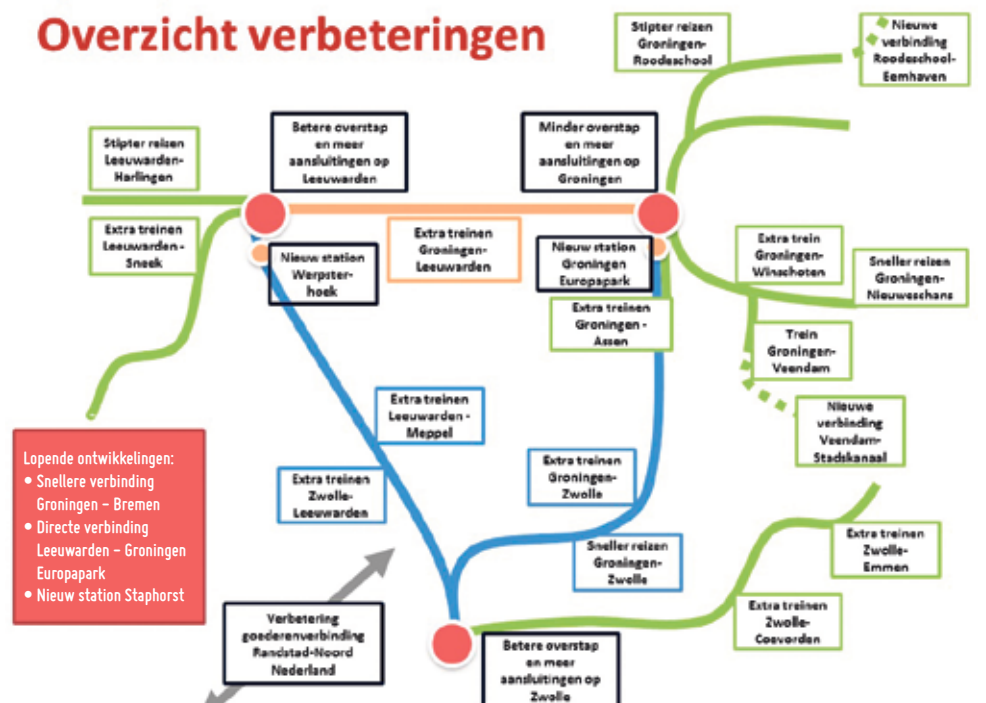 Overzicht verbeteringen
Stipter reizen
Groningen-
Roodeschool
Nieuwe
verbinding
Roodeschool-
Eemhaven
Stipter reizen
Leeuwarden-
Harlingen
Betere overstap
en meer
aansluitingen op
Leeuwarden
Minder overstap
en meer
aansluitingen op
Groningen
Extra treinen
Leeuwarden -
Sneek
Nieuw station
Werpster-
hoek
Extra treinen
Groningen-
Leeuwarden
Nieuw station
Groningen
Europapark
Extra treinen
Groningen -
Assen
Extra trein
Groningen-
Winschoten
Sneller reizen
Groningen-
Nieuweschans
Trein
Groningen-
Veendam
Nieuwe
verbinding
Veendam-
Stadskanaal
Extra treinen
Leeuwarden -
Meppel
Extra treinen
Zwolle-
Leeuwarden
Extra treinen
Groningen-
Zwolle
Sneller reizen
Groningen-
Zwolle
Extra treinen
Zwolle-
Emmen
Extra treinen
Zwolle-
Coevorden
Lopende ontwikkelingen:
• Snellere verbinding
Groningen – Bremen
• Directe verbinding
Leeuwarden – Groningen
Europapark
• Nieuw station Staphorst
Verbetering
goederenverbinding
Randstad-Noord
Nederland
Betere overstap
en meer
aansluitingen op
Zwolle